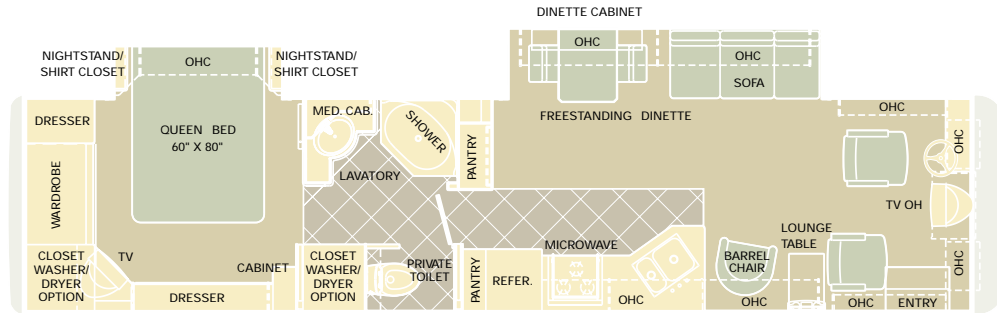 DINETTE CABINET
NIGHTSTAND/
SHIRT CLOSET
OHC
NIGHTSTAND/
SHIRT CLOSET
OHC
OHC
SOFA
DRESSER
QUEEN BED
60" X 80"
MED. CAB.
SHOWER
LAVATORY
PANTRY
FREESTANDING DINETTE
OHC
OHC
WARDROBE
TV OH
CLOSET
WASHER/
DRYER
OPTION
TV
CABINET
DRESSER
CLOSET
WASHER/
DRYER
OPTION
PRIVATE
TOILET
PANTRY
REFER.
MICROWAVE
OHC
BARREL
CHAIR
LOUNGE
TABLE
OHC
OHC
ENTRY
OHC